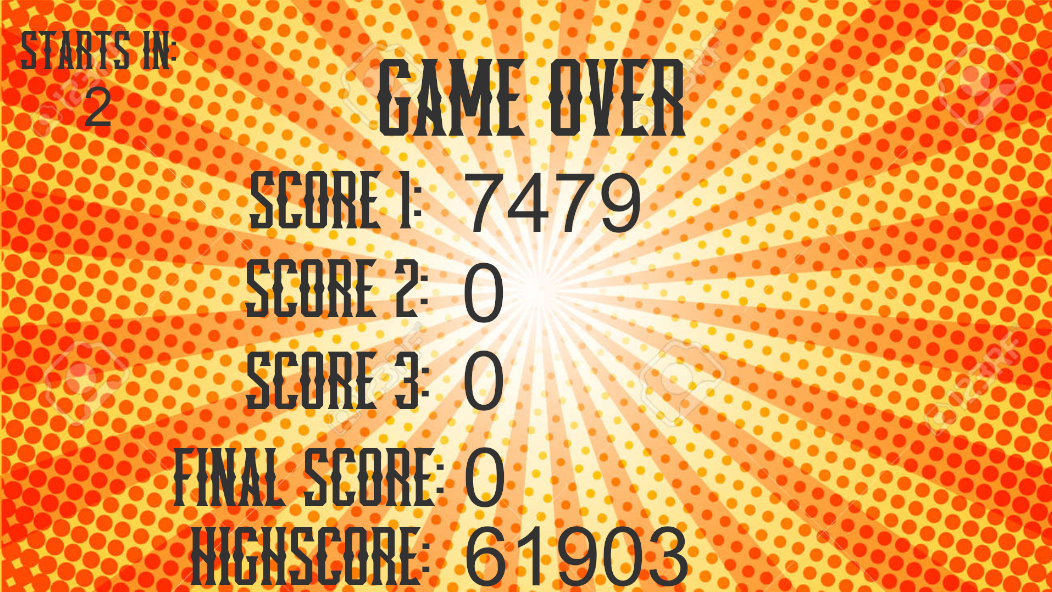 STARTS IN:
2
GAME OVER
SCORE 1: 7479
SCORE 2: 0
SCORE 3: 0
FINAL SCORE: 0
HIGHSCORE: 61903